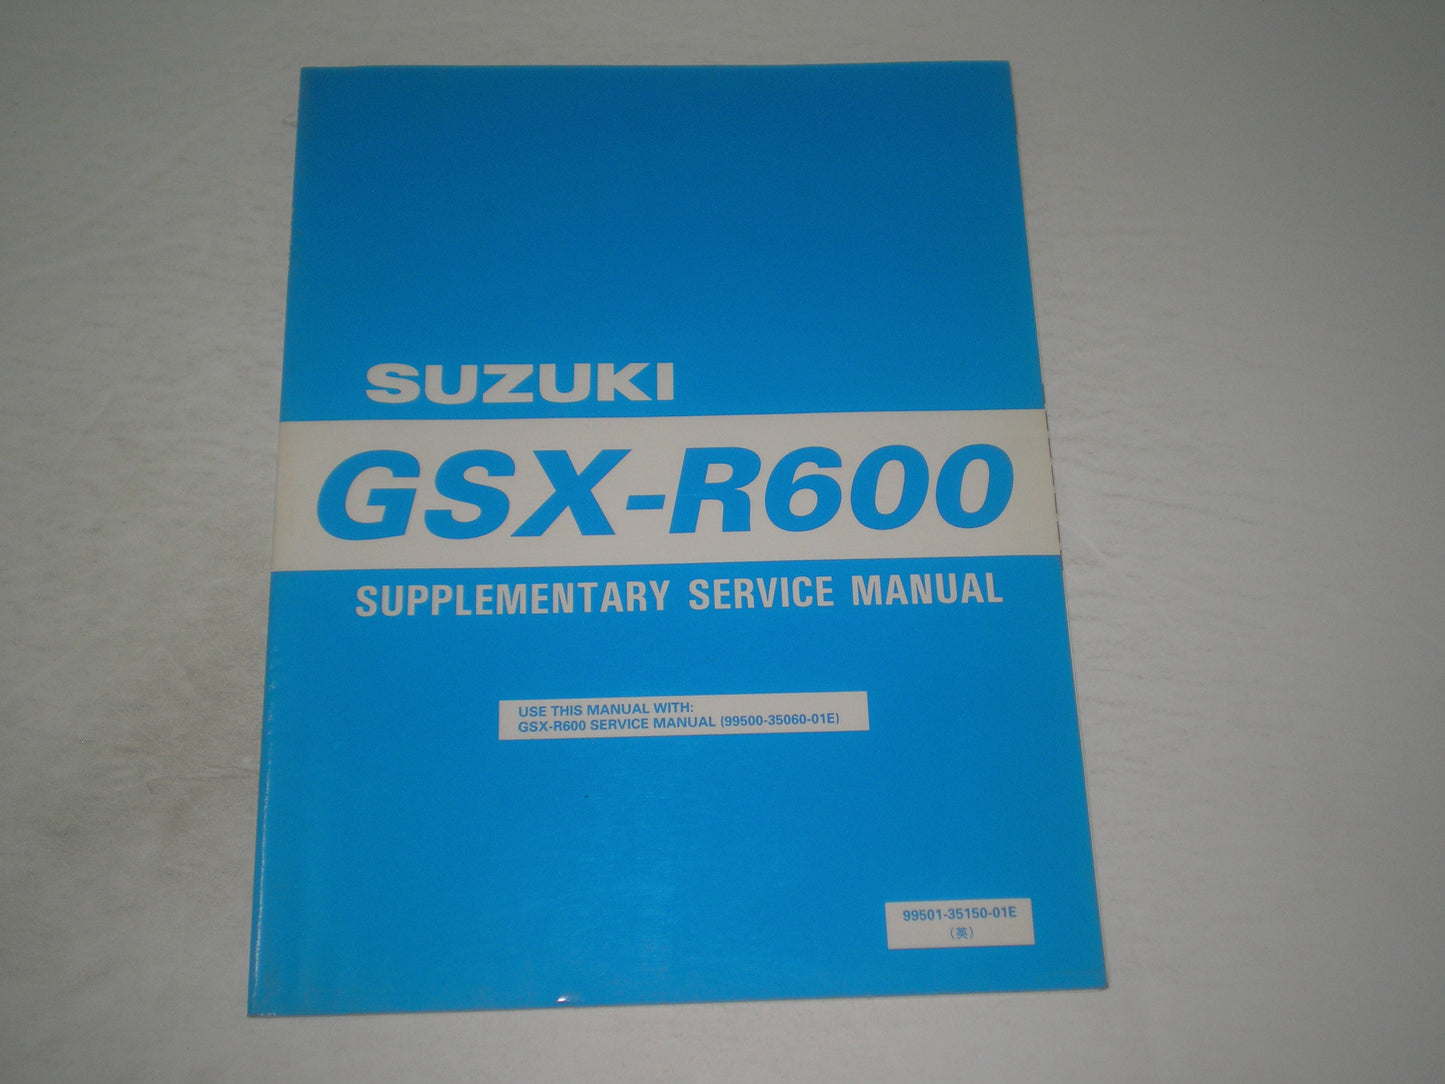 SUZUKI
GSX-R600
SUPPLEMENTARY SERVICE MANUAL
USE THIS MANUAL WITH:
GSX-R600 SERVICE MANUAL (99500-35060-01E)
99501-35150-01E
(英)